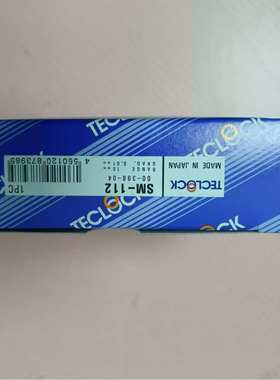 TECLOCK
MADE IN JAPAN
TECLOCK
SM-112
00-398-04
RANGE 10mm
GRAD. 0.01mm
4 560120 873985
1PC
TECLOCK